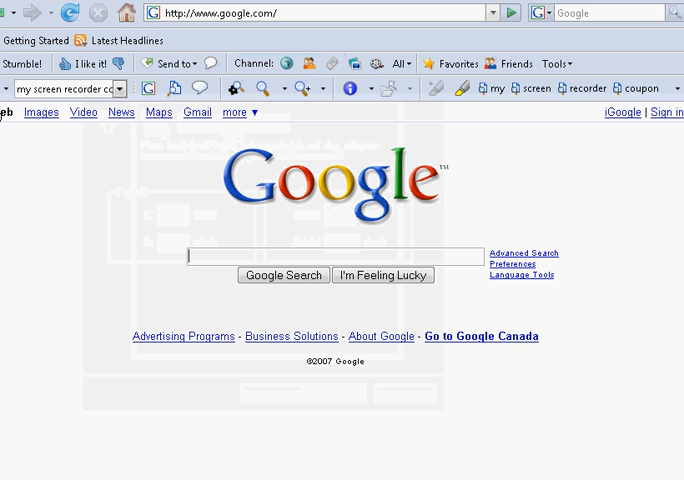 http://www.google.com/
Google
Getting Started Latest Headlines
Stumble! I like it! Send to Channel: All Favorites Friends Tools
my screen recorder my screen recorder coupon
eb Images Video News Maps Gmail more ▼ iGoogle | Sign in
Google™
Advanced Search
Preferences
Google Search I'm Feeling Lucky Language Tools
Advertising Programs - Business Solutions - About Google - Go to Google Canada
©2007 Google